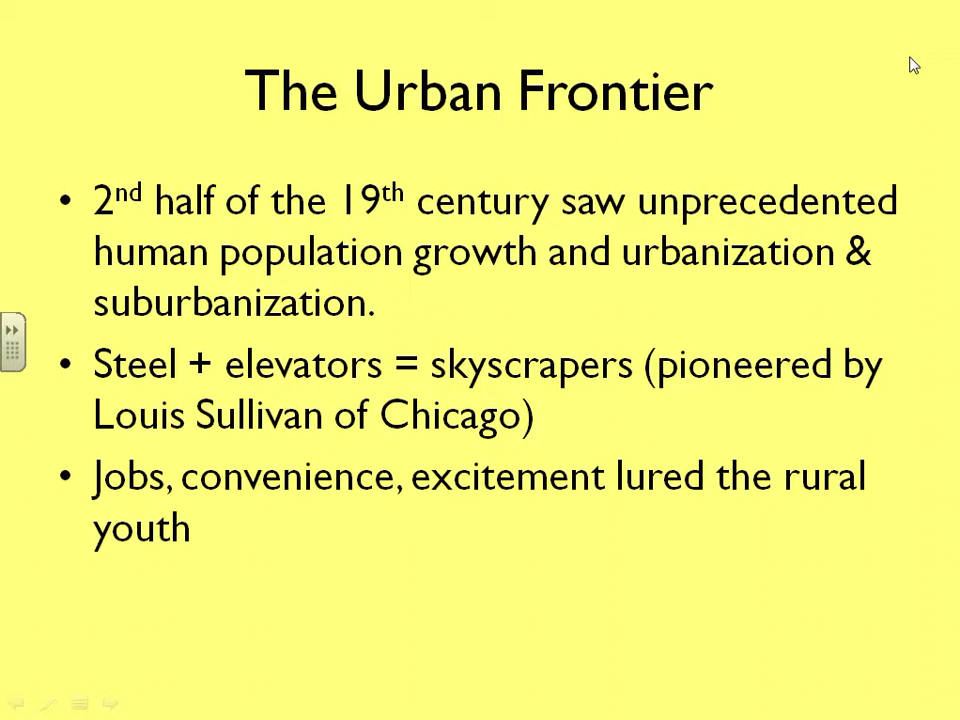 The Urban Frontier
• 2nd half of the 19th century saw unprecedented
human population growth and urbanization &
suburbanization.
• Steel + elevators = skyscrapers (pioneered by
Louis Sullivan of Chicago)
• Jobs, convenience, excitement lured the rural
youth